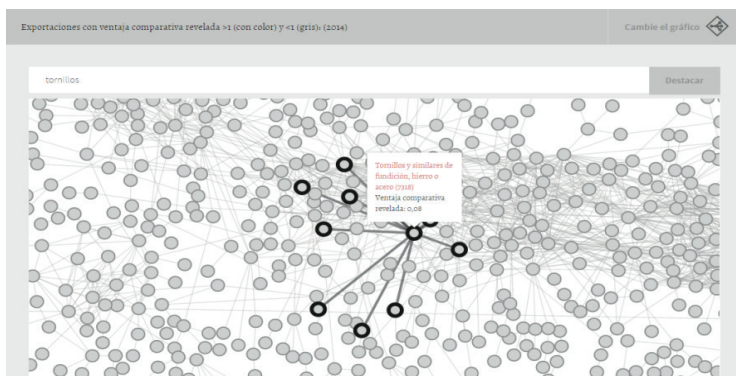 Exportaciones con ventaja comparativa revelada >1 (con color) y <1 (gris): (2014)
Cambie el gráfico
tornillos
Destacar
Tornillos y similares de
fundición, hierro o
acero (7318)
Ventaja comparativa
revelada: 0,08